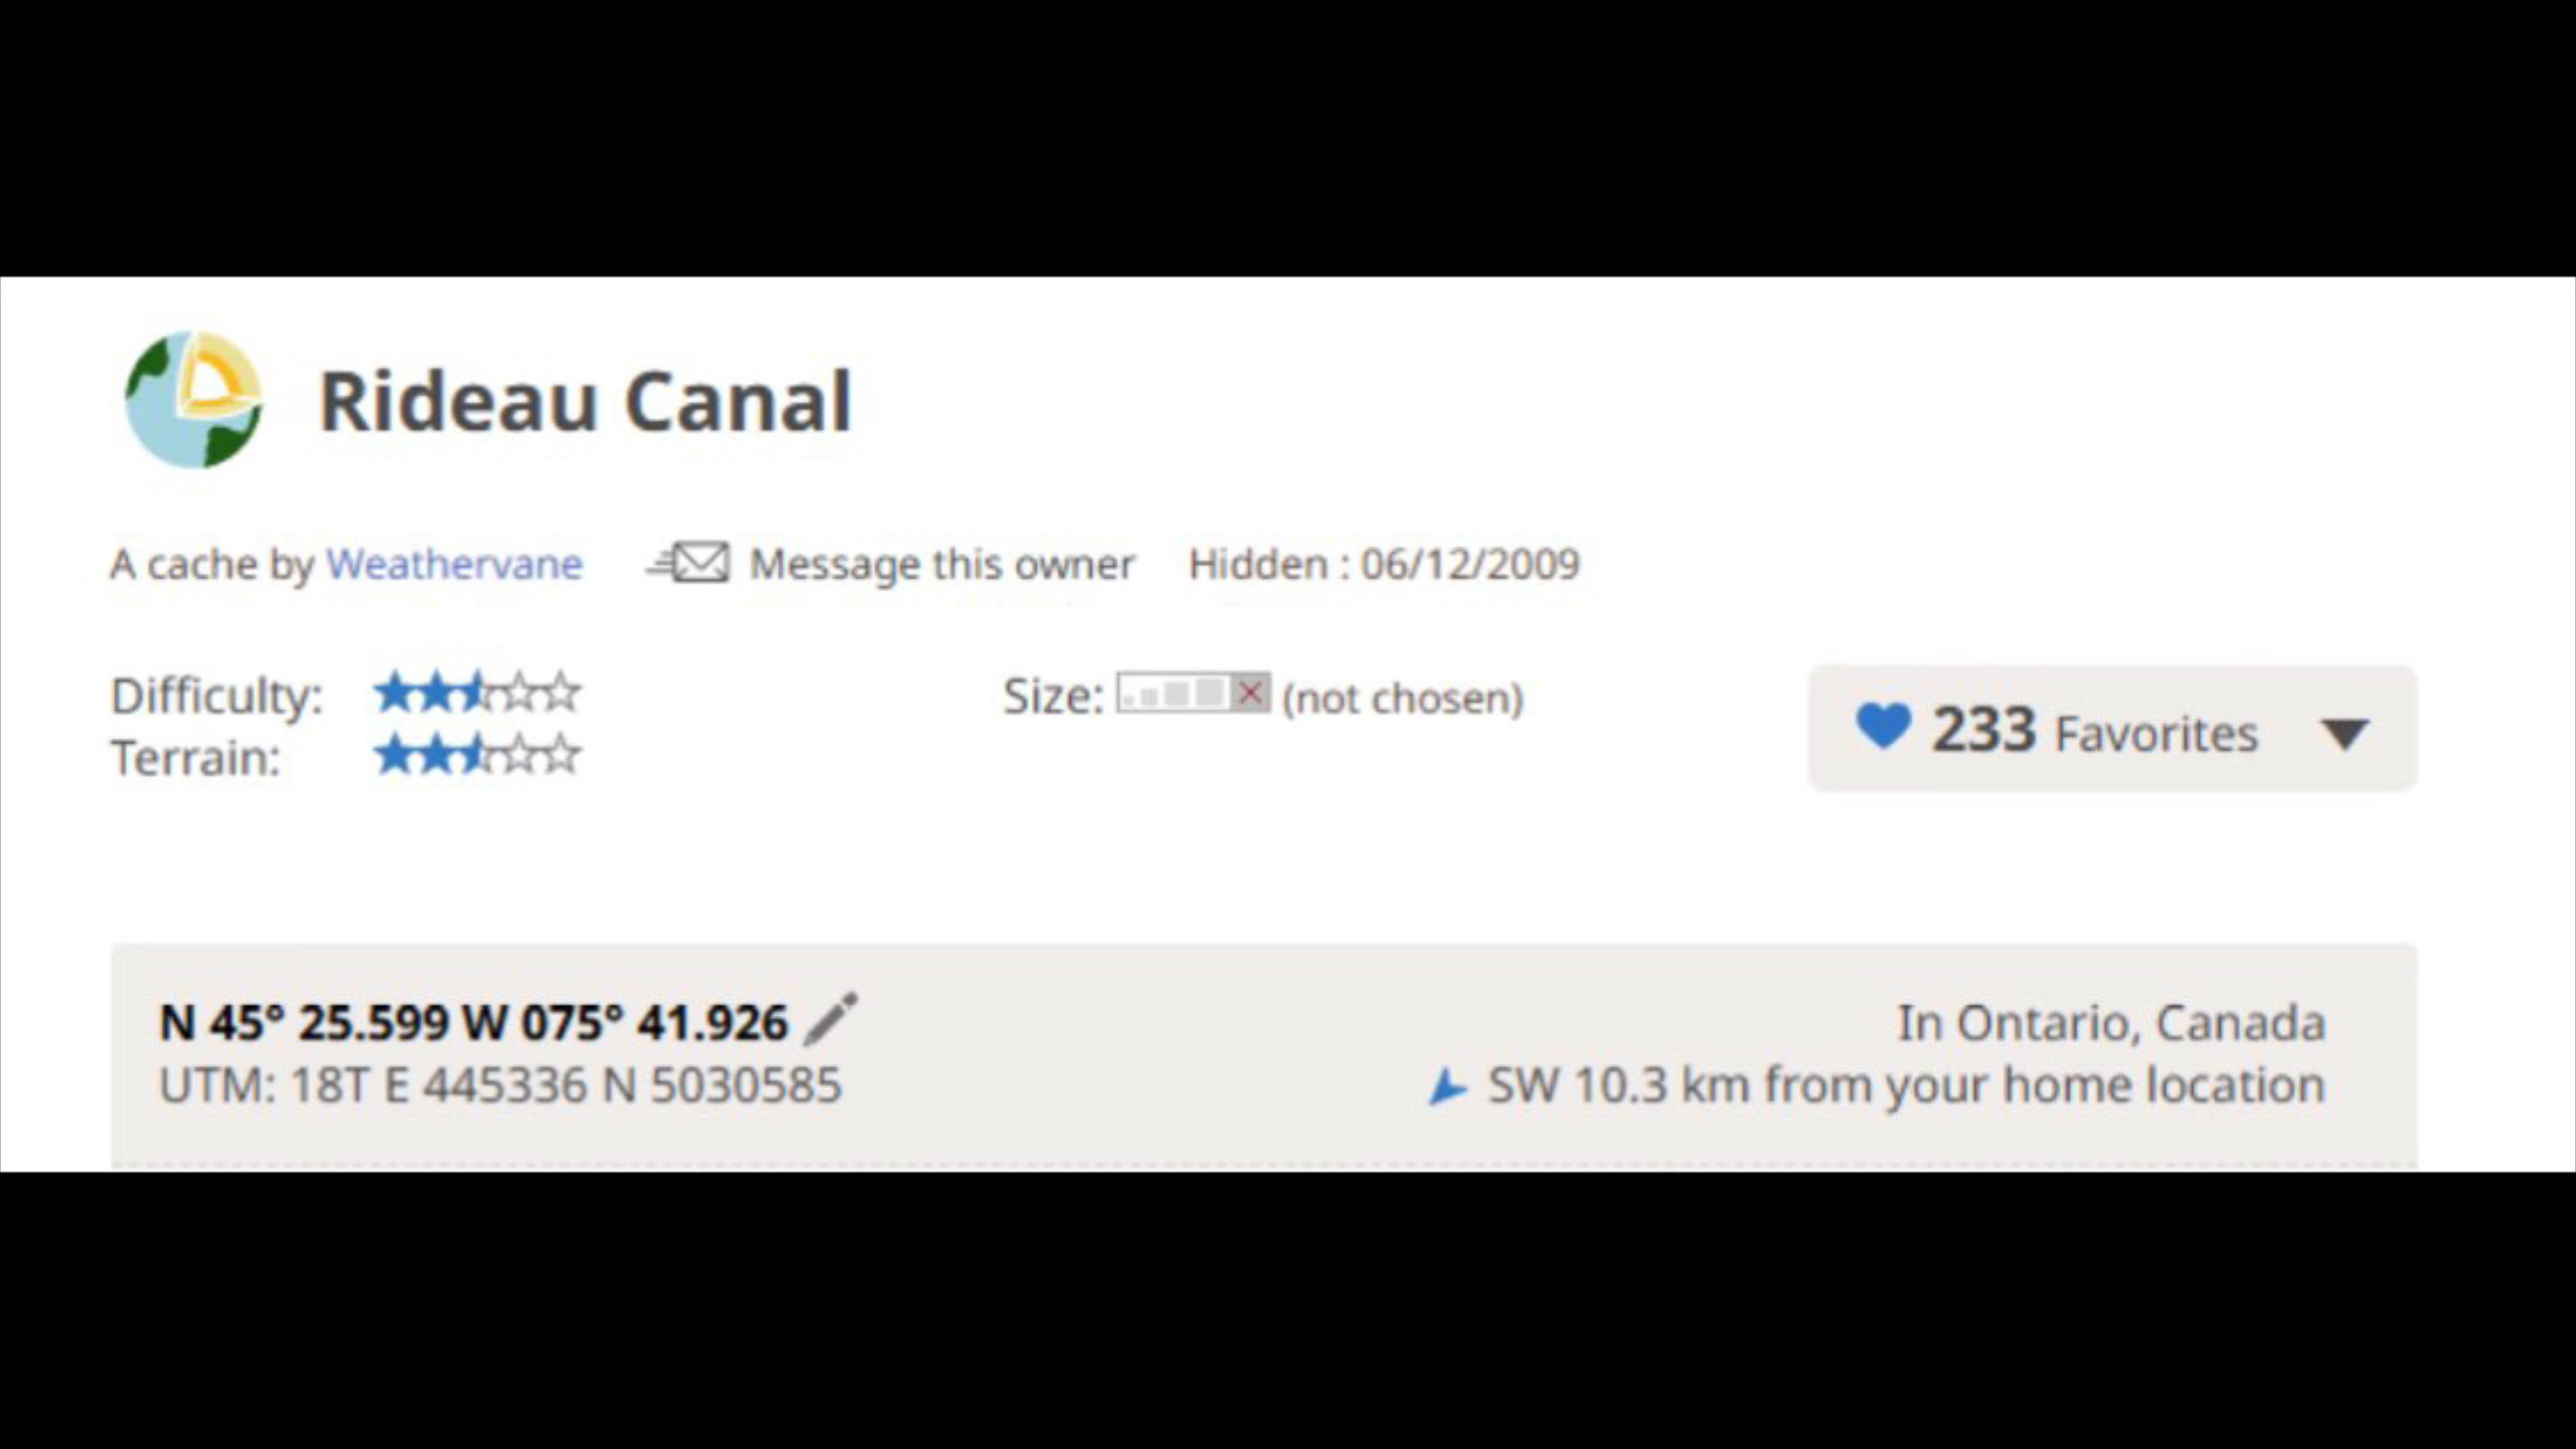 Rideau Canal
A cache by Weathervane Message this owner Hidden : 06/12/2009
Difficulty: Size: (not chosen)
Terrain:
233 Favorites
N 45° 25.599 W 075° 41.926 In Ontario, Canada
UTM: 18T E 445336 N 5030585 SW 10.3 km from your home location